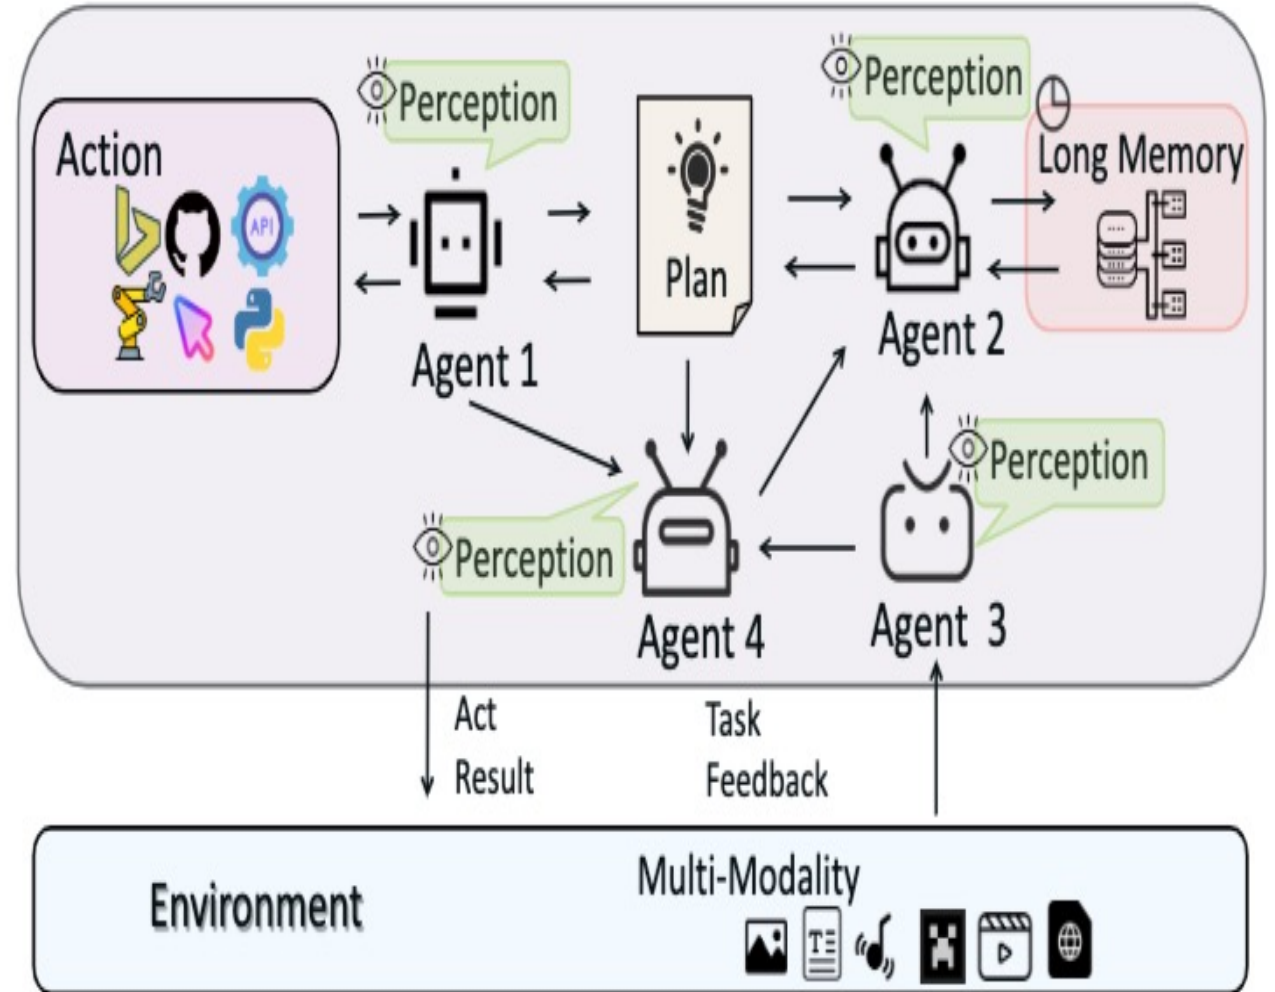 Perception
Perception
Action
Long Memory
API
Plan
Agent 1
Agent 2
Perception
Perception
Agent 4
Agent 3
Act
Result
Task
Feedback
Environment
Multi-Modality